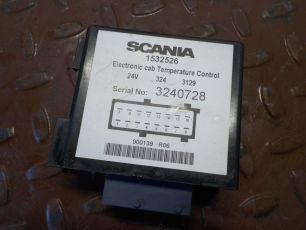 SCANIA
1532526
Electronic cab Temperature Control
24V 324 3129
Serial No: 3240728
900139 - R06